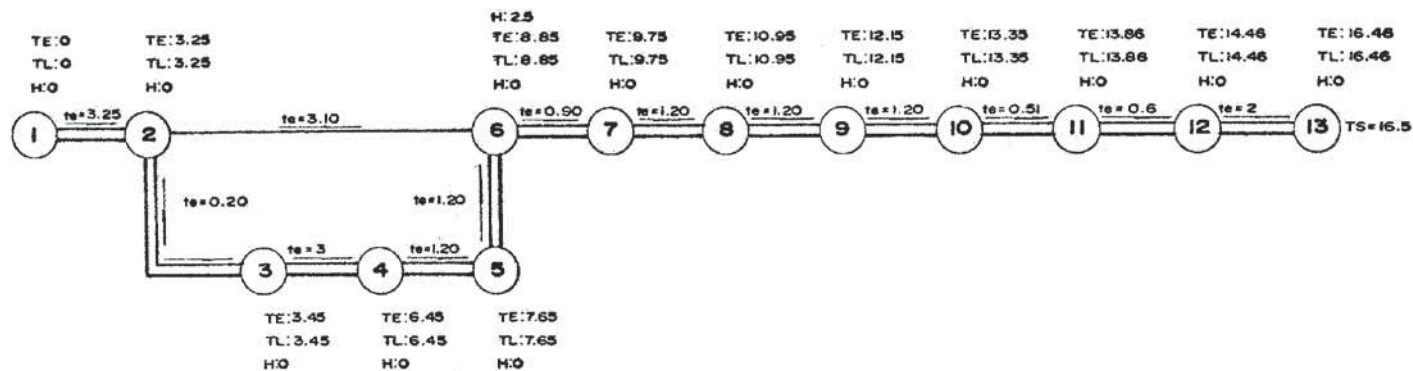 H:2.5
TE:0 TE:3.25 TE:8.85 TE:9.75 TE:10.95 TE:12.15 TE:13.35 TE:13.86 TE:14.46 TE:16.46
TL:0 TL:3.25 TL:8.85 TL:9.75 TL:10.95 TL:12.15 TL:13.35 TL:13.86 TL:14.46 TL:16.46
H:0 H:0 H:0 H:0 H:0 H:0 H:0 H:0 H:0 H:0
te=3.25 te=3.10 te=0.90 te=1.20 te=1.20 te=1.20 te=0.51 te=0.6 te=2
1 2 6 7 8 9 10 11 12 13 TS=16.5
te=0.20 te=1.20
te=3 te=1.20
3 4 5
TE:3.45 TE:6.45 TE:7.65
TL:3.45 TL:6.45 TL:7.65
H:0 H:0 H:0